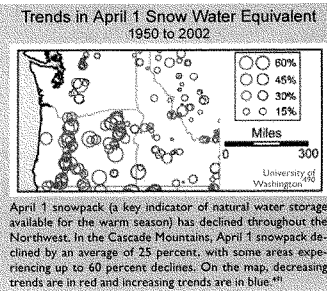 Trends in April 1 Snow Water Equivalent
1950 to 2002
60%
45%
30%
15%
Miles
0 300
University of
Washington⁴⁹⁰
April 1 snowpack (a key indicator of natural water storage
available for the warm season) has declined throughout the
Northwest. In the Cascade Mountains, April 1 snowpack de-
clined by an average of 25 percent, with some areas expe-
riencing up to 60 percent declines. On the map, decreasing
trends are in red and increasing trends are in blue.